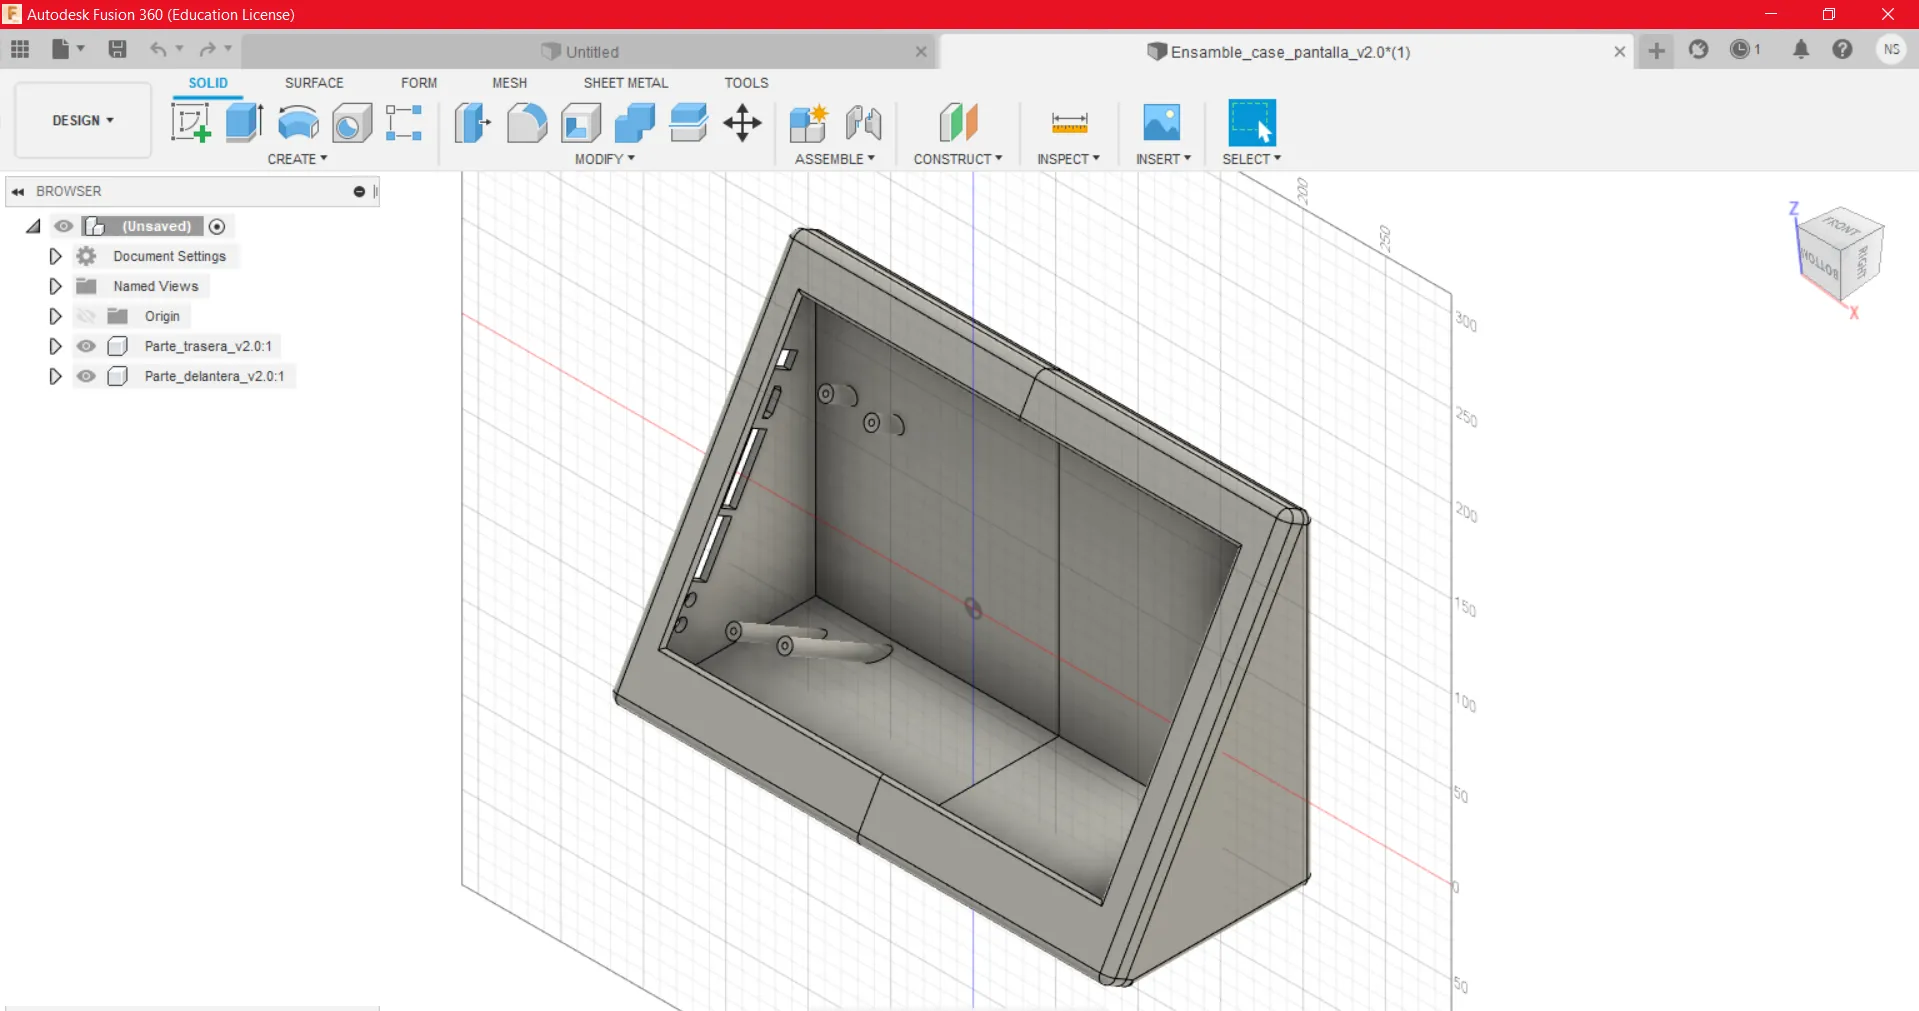 Autodesk Fusion 360 (Education License)
Untitled
Ensamble_case_pantalla_v2.0*(1)
1
NS
DESIGN
SOLID
SURFACE
FORM
MESH
SHEET METAL
TOOLS
CREATE
MODIFY
ASSEMBLE
CONSTRUCT
INSPECT
INSERT
SELECT
BROWSER
(Unsaved)
Document Settings
Named Views
Origin
Parte_trasera_v2.0:1
Parte_delantera_v2.0:1
200
250
300
250
200
150
100
50
0
50
Z
FRONT
BOTTOM
RIGHT
X